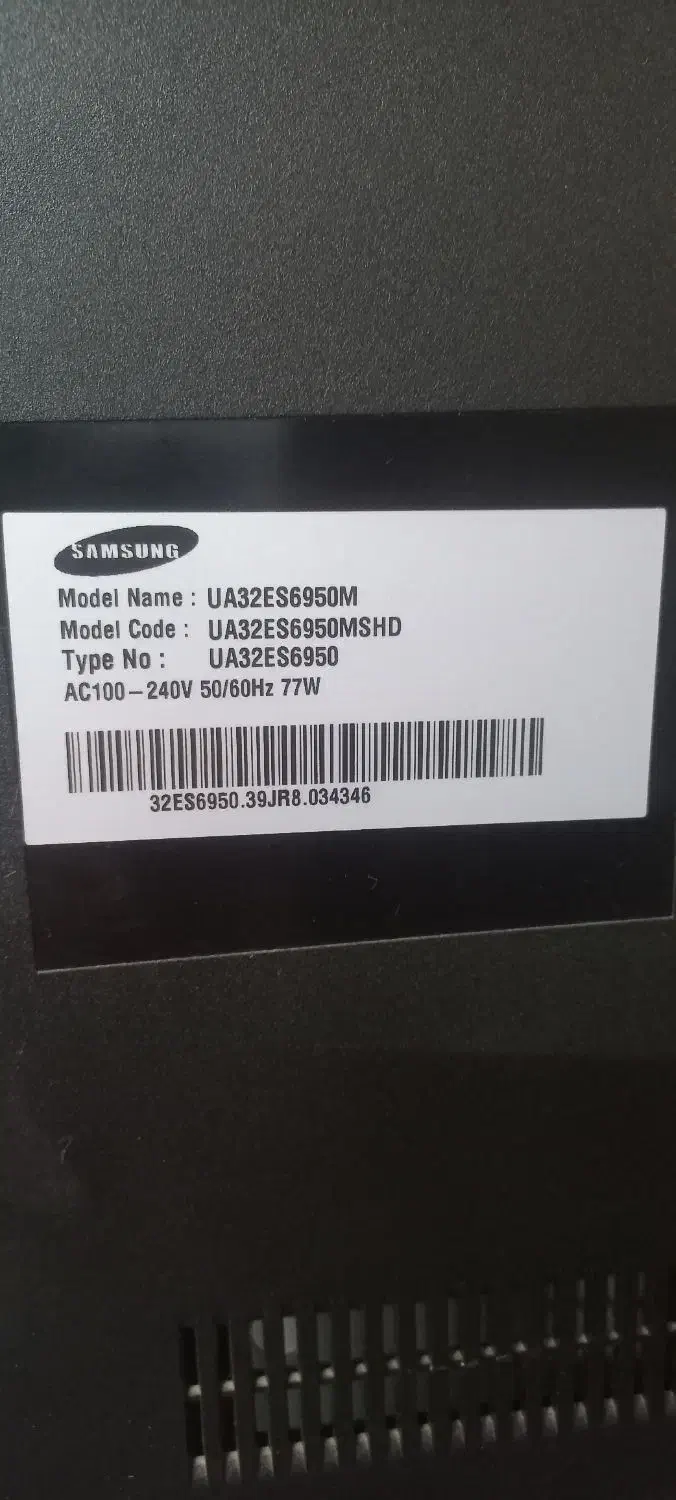 SAMSUNG
Model Name : UA32ES6950M
Model Code : UA32ES6950MSHD
Type No : UA32ES6950
AC100-240V 50/60Hz 77W
32ES6950.39JR8.034346